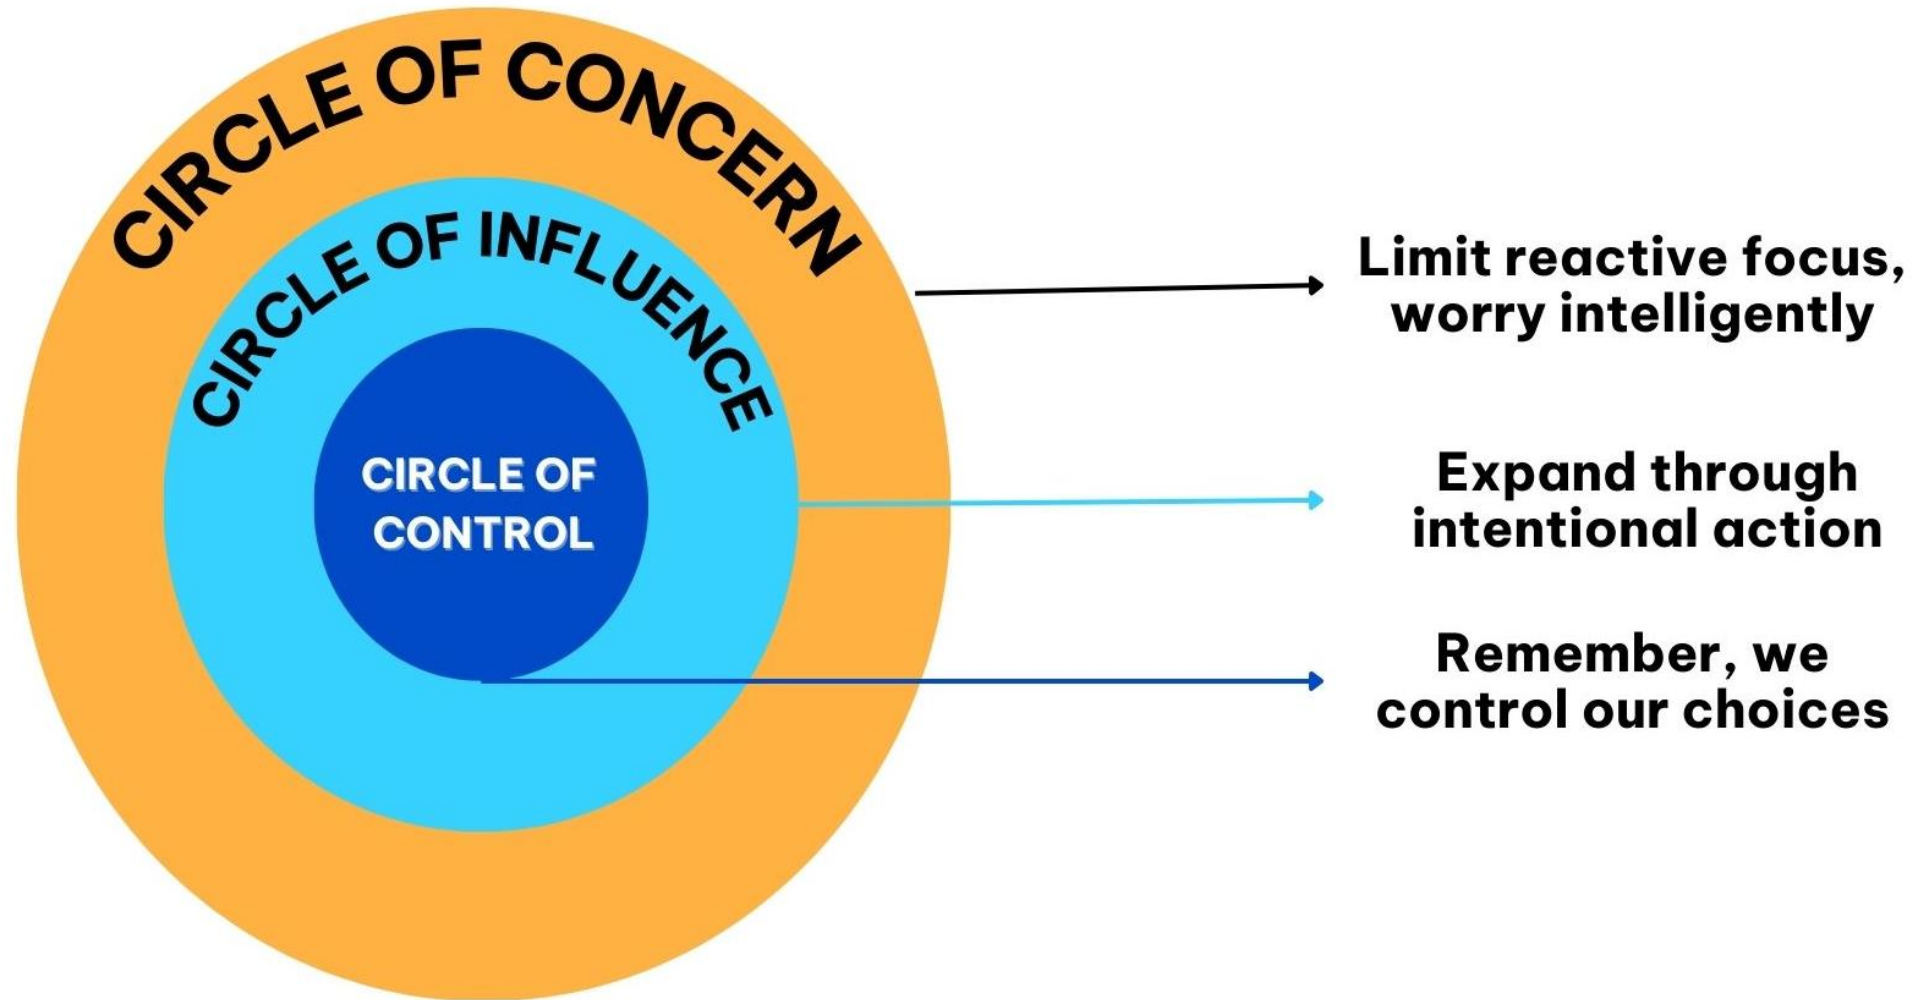 CIRCLE OF CONCERN
CIRCLE OF INFLUENCE
CIRCLE OF
CONTROL
Limit reactive focus,
worry intelligently
Expand through
intentional action
Remember, we
control our choices